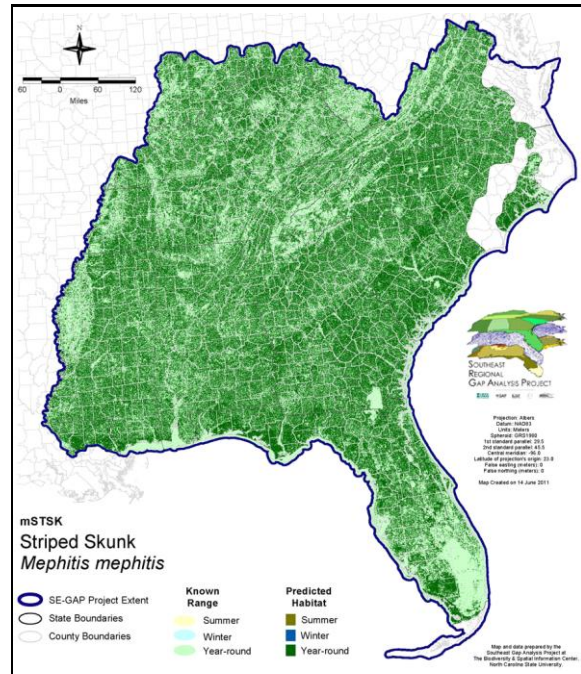 N
60 30 0 60 120
Miles
SOUTHEAST
REGIONAL
GAP ANALYSIS PROJECT
Projection: Albers
Datum: NAD83
Units: Meters
Spheroid: GRS1980
1st standard parallel: 29.5
2nd standard parallel: 45.5
Central meridian: -96.0
Latitude of projection's origin: 23.0
False easting (meters): 0
False northing (meters): 0
Map Created on 14 June 2011
mSTSK
Striped Skunk
Mephitis mephitis
SE-GAP Project Extent
State Boundaries
County Boundaries
Known
Range
Summer
Winter
Year-round
Predicted
Habitat
Summer
Winter
Year-round
Map and data prepared by the
Southeast Gap Analysis Project at
The Biodiversity & Spatial Information Center,
North Carolina State University.